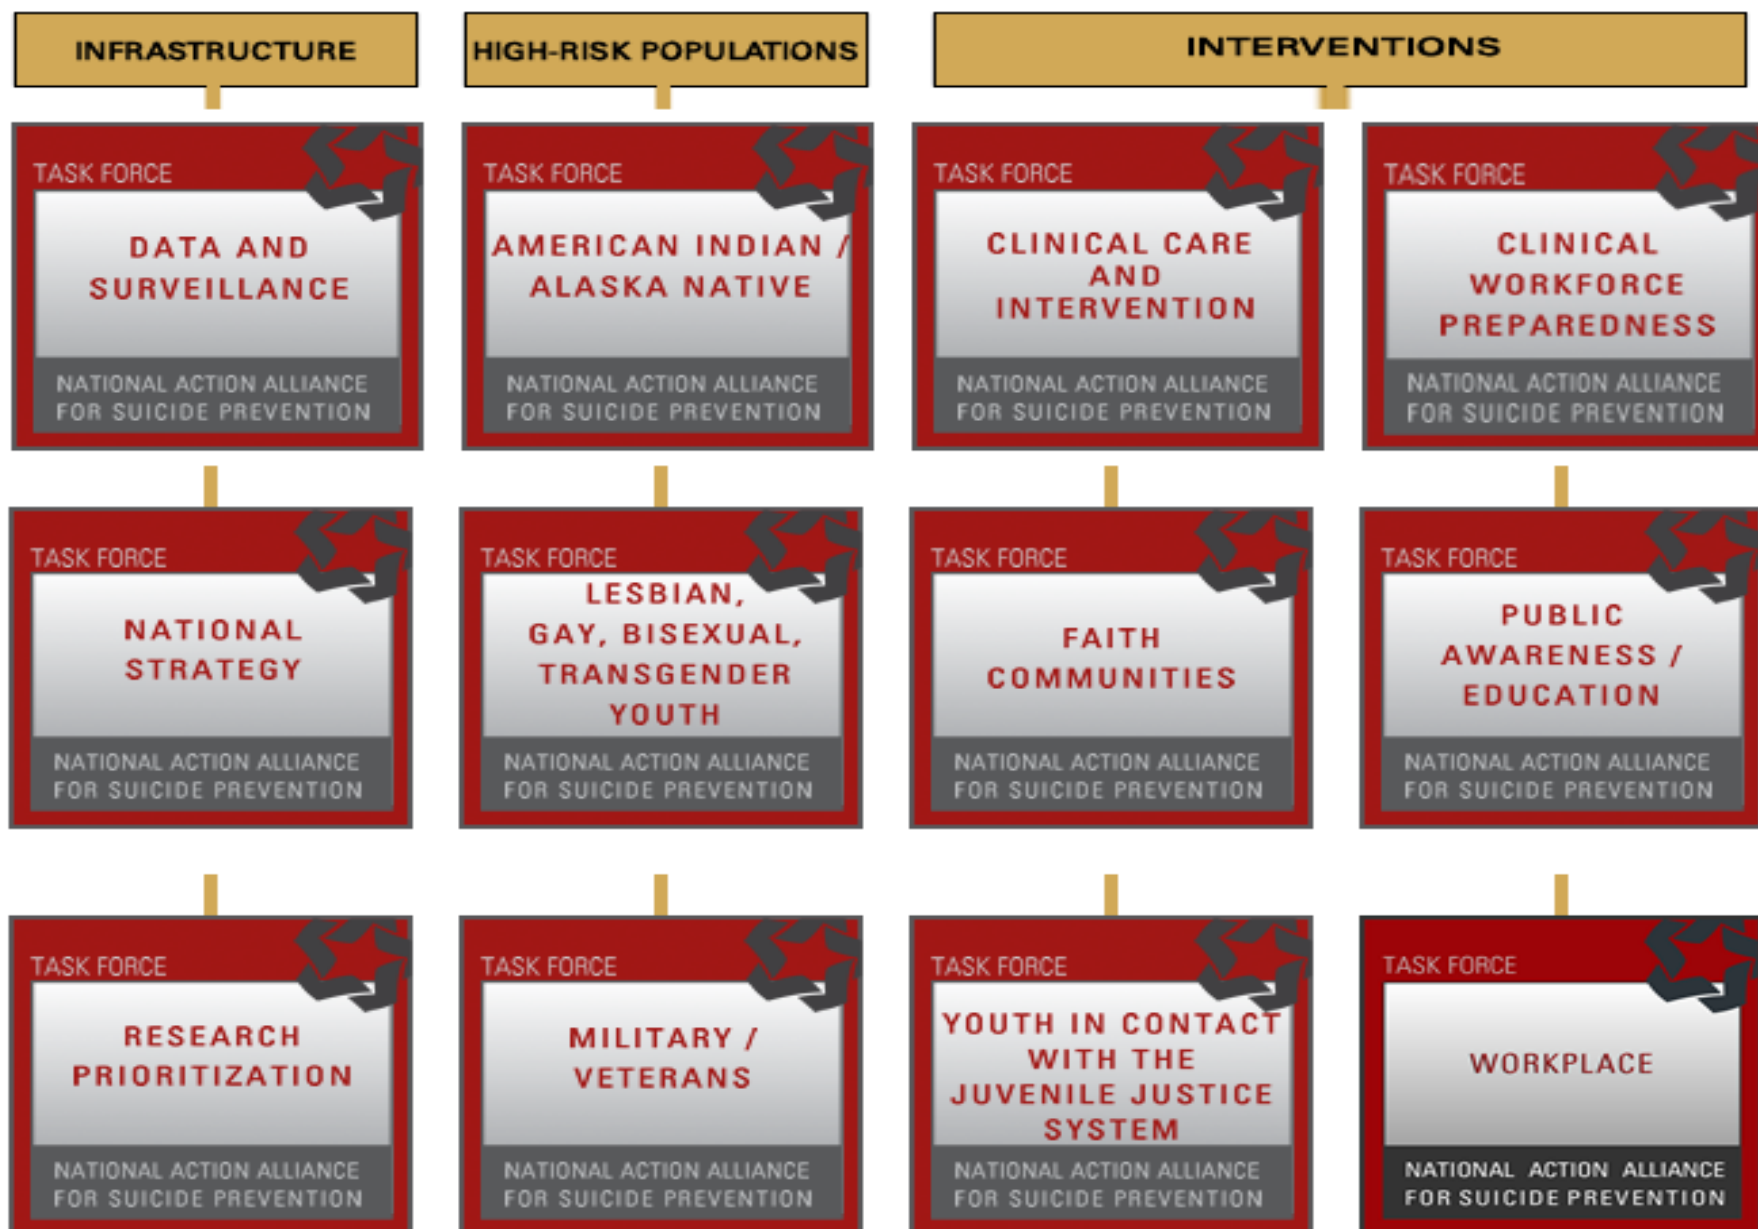 INFRASTRUCTURE
HIGH-RISK POPULATIONS
INTERVENTIONS
TASK FORCE
DATA AND
SURVEILLANCE
NATIONAL ACTION ALLIANCE
FOR SUICIDE PREVENTION
TASK FORCE
AMERICAN INDIAN /
ALASKA NATIVE
NATIONAL ACTION ALLIANCE
FOR SUICIDE PREVENTION
TASK FORCE
CLINICAL CARE
AND
INTERVENTION
NATIONAL ACTION ALLIANCE
FOR SUICIDE PREVENTION
TASK FORCE
CLINICAL
WORKFORCE
PREPAREDNESS
NATIONAL ACTION ALLIANCE
FOR SUICIDE PREVENTION
TASK FORCE
NATIONAL
STRATEGY
NATIONAL ACTION ALLIANCE
FOR SUICIDE PREVENTION
TASK FORCE
LESBIAN,
GAY, BISEXUAL,
TRANSGENDER
YOUTH
NATIONAL ACTION ALLIANCE
FOR SUICIDE PREVENTION
TASK FORCE
FAITH
COMMUNITIES
NATIONAL ACTION ALLIANCE
FOR SUICIDE PREVENTION
TASK FORCE
PUBLIC
AWARENESS /
EDUCATION
NATIONAL ACTION ALLIANCE
FOR SUICIDE PREVENTION
TASK FORCE
RESEARCH
PRIORITIZATION
NATIONAL ACTION ALLIANCE
FOR SUICIDE PREVENTION
TASK FORCE
MILITARY /
VETERANS
NATIONAL ACTION ALLIANCE
FOR SUICIDE PREVENTION
TASK FORCE
YOUTH IN CONTACT
WITH THE
JUVENILE JUSTICE
SYSTEM
NATIONAL ACTION ALLIANCE
FOR SUICIDE PREVENTION
TASK FORCE
WORKPLACE
NATIONAL ACTION ALLIANCE
FOR SUICIDE PREVENTION